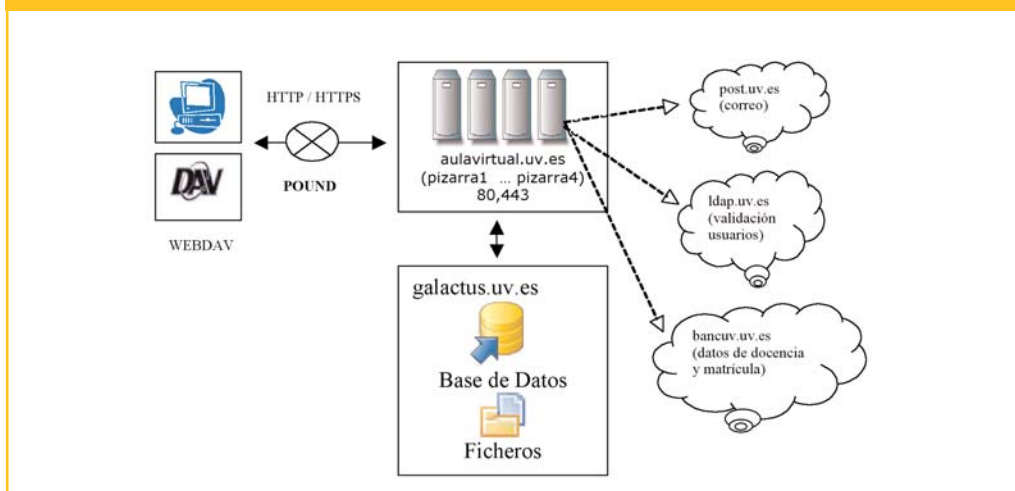 HTTP / HTTPS
POUND
DAV
WEBDAV
aulavirtual.uv.es
(pizarra1 ... pizarra4)
80,443
galactus.uv.es
Base de Datos
Ficheros
post.uv.es
(correo)
ldap.uv.es
(validación
usuarios)
bancuv.uv.es
(datos de docencia
y matrícula)